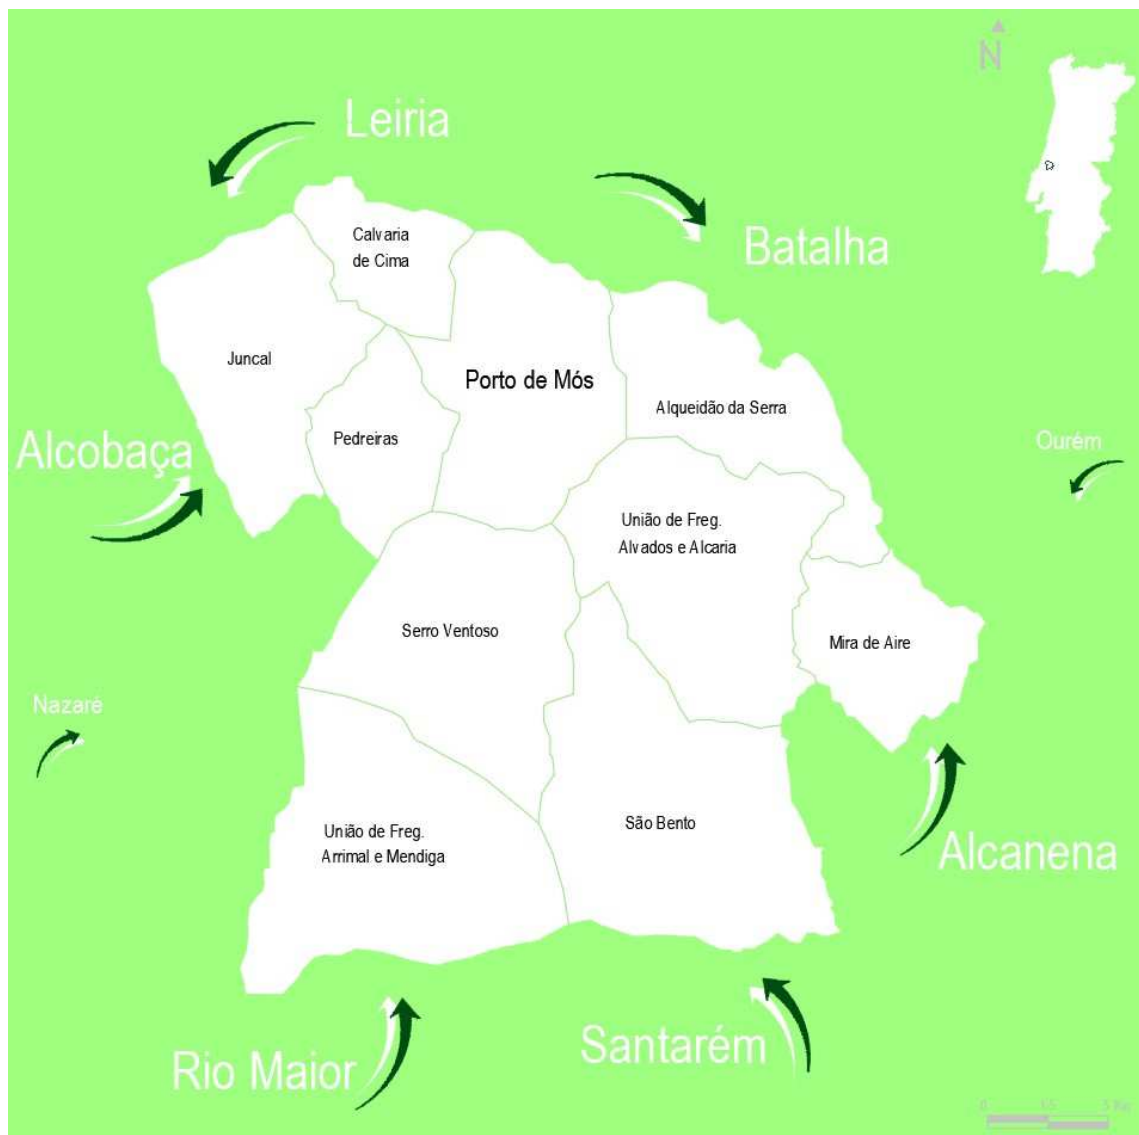 N
Leiria
Batalha
Calvaria
de Cima
Juncal
Porto de Mós
Alqueidão da Serra
Pedreiras
Alcobaça
Ourém
União de Freg.
Alvados e Alcaria
Serro Ventoso
Mira de Aire
Nazaré
União de Freg.
Arrimal e Mendiga
São Bento
Alcanena
Santarém
Rio Maior
0